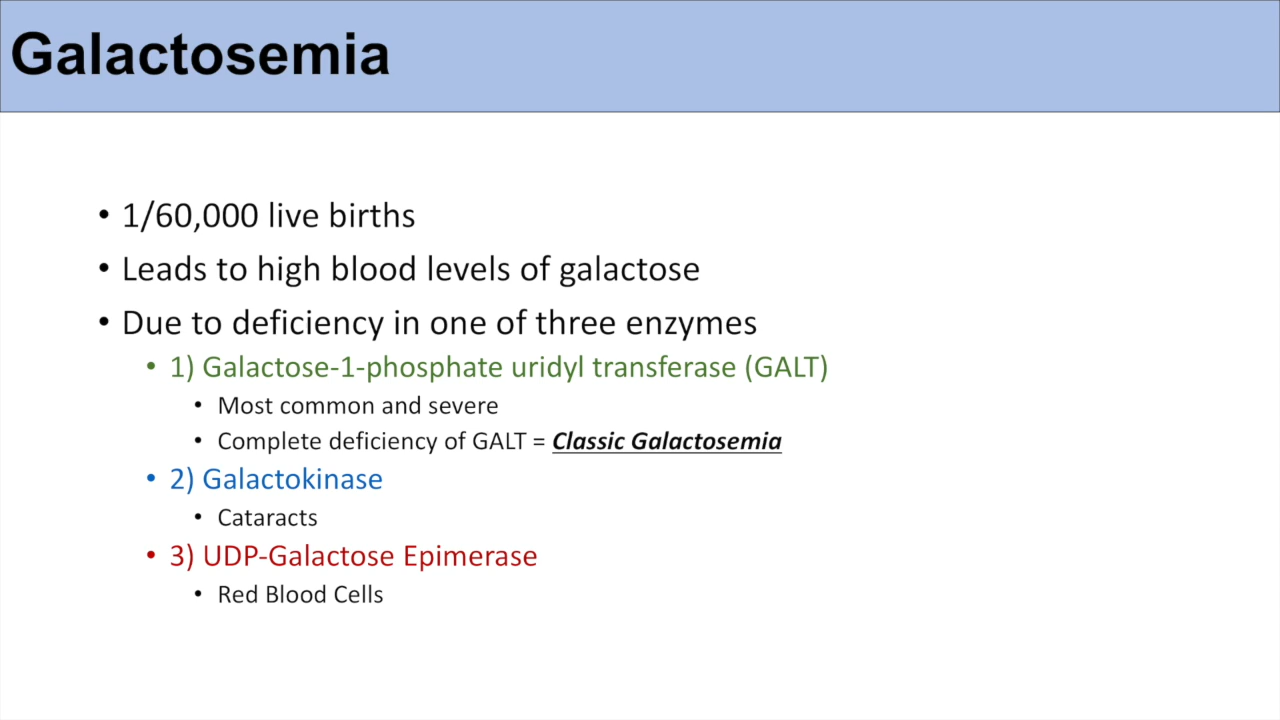 Galactosemia
• 1/60,000 live births
• Leads to high blood levels of galactose
• Due to deficiency in one of three enzymes
• 1) Galactose-1-phosphate uridyl transferase (GALT)
• Most common and severe
• Complete deficiency of GALT = Classic Galactosemia
• 2) Galactokinase
• Cataracts
• 3) UDP-Galactose Epimerase
• Red Blood Cells